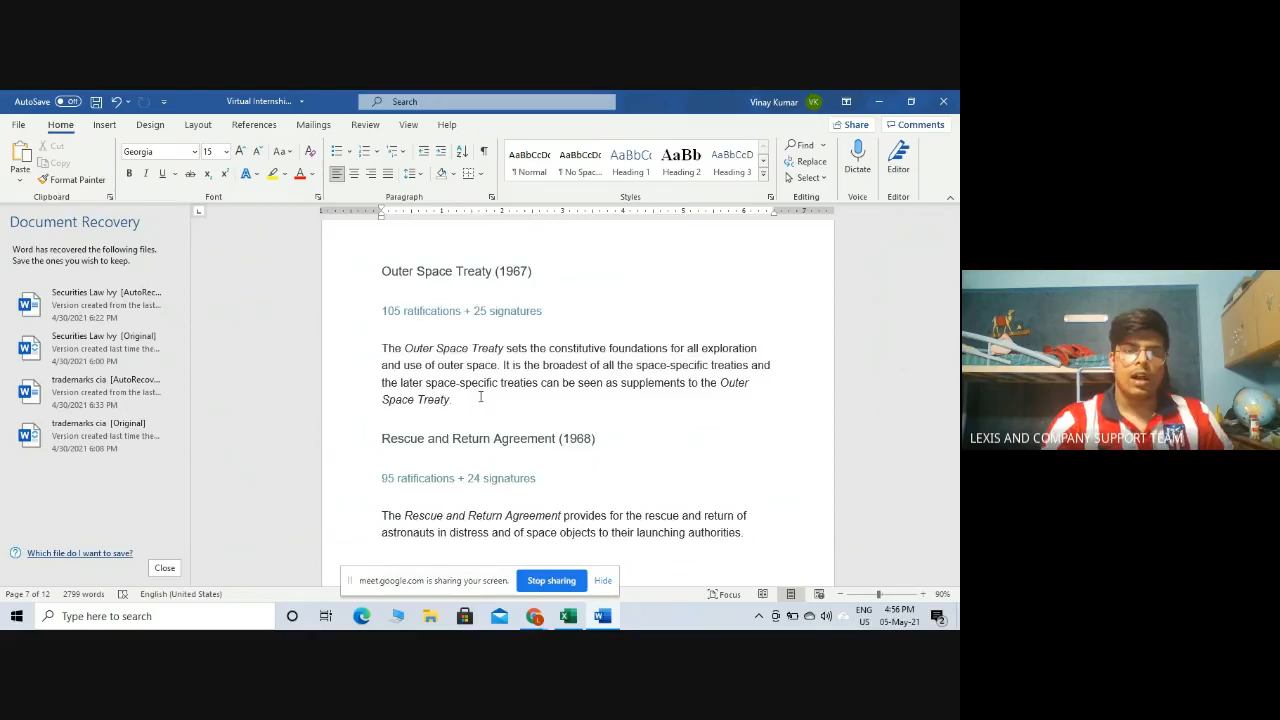 AutoSave Off
Virtual Internshi...
Search
Vinay Kumar VK
File Home Insert Design Layout References Mailings Review View Help
Share Comments
Paste
Cut
Copy
Format Painter
Clipboard
Georgia 15
Font
Paragraph
AaBbCcDc AaBbCcDc AaBbCc AaBb AaBbCcD
¶ Normal ¶ No Spac... Heading 1 Heading 2 Heading 3
Styles
Find
Replace
Select
Editing
Dictate
Voice
Editor
Editor
Document Recovery
Word has recovered the following files.
Save the ones you wish to keep.
Securities Law Ivy [AutoRec...
Version created from the last...
4/30/2021 6:22 PM
Securities Law Ivy [Original]
Version created last time the...
4/30/2021 6:00 PM
trademarks cia [AutoRecov...
Version created from the last...
4/30/2021 6:33 PM
trademarks cia [Original]
Version created last time the...
4/30/2021 6:08 PM
Which file do I want to save?
Close
1 1 2 3 4 5 6 7
Outer Space Treaty (1967)
105 ratifications + 25 signatures
The Outer Space Treaty sets the constitutive foundations for all exploration
and use of outer space. It is the broadest of all the space-specific treaties and
the later space-specific treaties can be seen as supplements to the Outer
Space Treaty.
Rescue and Return Agreement (1968)
95 ratifications + 24 signatures
The Rescue and Return Agreement provides for the rescue and return of
astronauts in distress and of space objects to their launching authorities.
meet.google.com is sharing your screen. Stop sharing Hide
Page 7 of 12 2799 words English (United States)
Focus 90%
Type here to search
ENG
US
4:56 PM
05-May-21
2
LEXIS AND COMPANY SUPPORT TEAM